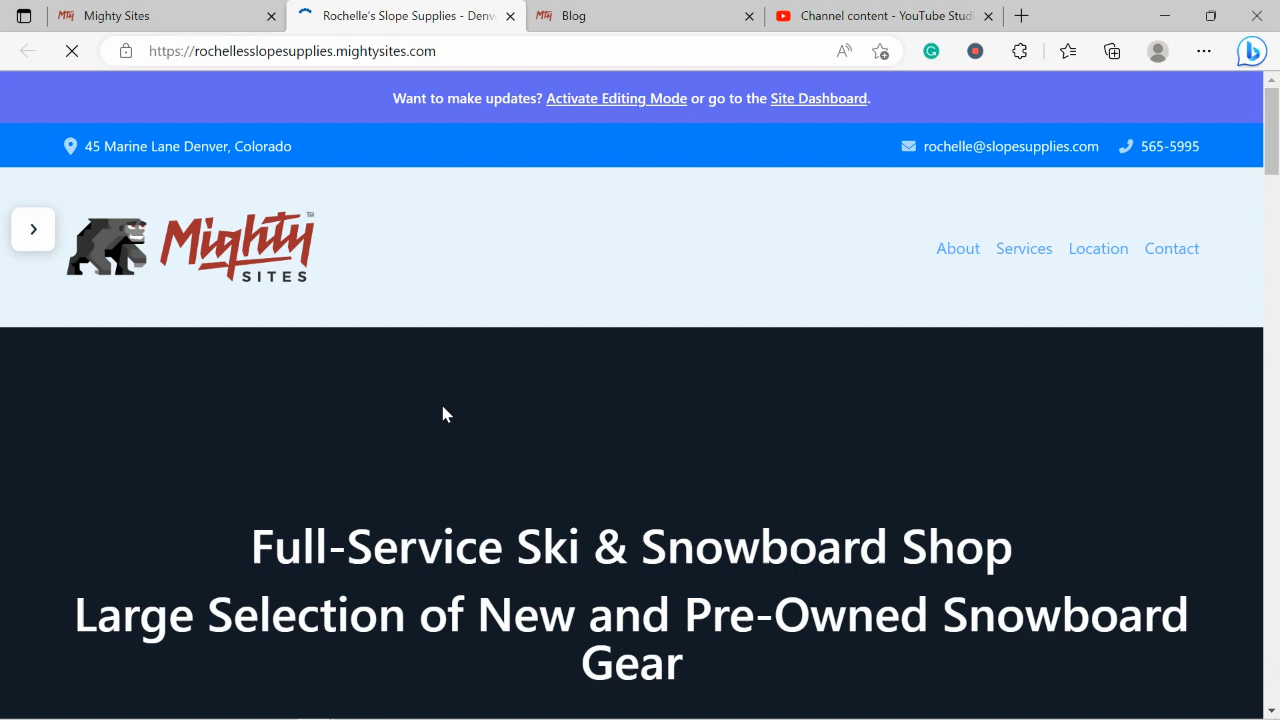 Mighty Sites
Rochelle's Slope Supplies - Denv
Blog
Channel content - YouTube Studi
https://rochellesslopesupplies.mightysites.com
Want to make updates? Activate Editing Mode or go to the Site Dashboard.
45 Marine Lane Denver, Colorado
rochelle@slopesupplies.com
565-5995
Mighty
SITES
About
Services
Location
Contact
Full-Service Ski & Snowboard Shop
Large Selection of New and Pre-Owned Snowboard
Gear